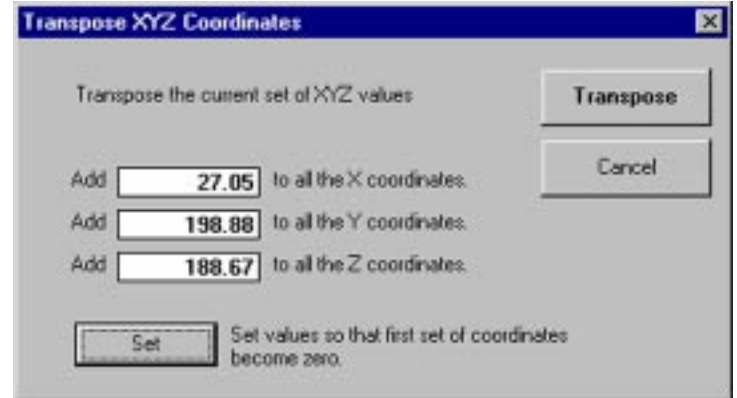 Transpose XYZ Coordinates
Transpose the current set of XYZ values
Transpose
Cancel
Add 27.05 to all the X coordinates.
Add 198.88 to all the Y coordinates.
Add 188.67 to all the Z coordinates.
Set
Set values so that first set of coordinates
become zero.